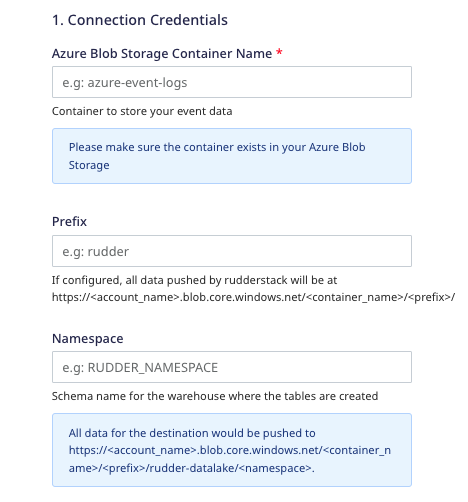 1. Connection Credentials
Azure Blob Storage Container Name *
e.g: azure-event-logs
Container to store your event data
Please make sure the container exists in your Azure Blob
Storage
Prefix
e.g: rudder
If configured, all data pushed by rudderstack will be at
https://<account_name>.blob.core.windows.net/<container_name>/<prefix>/
Namespace
e.g: RUDDER_NAMESPACE
Schema name for the warehouse where the tables are created
All data for the destination would be pushed to
https://<account_name>.blob.core.windows.net/<container_n
ame>/<prefix>/rudder-datalake/<namespace>.